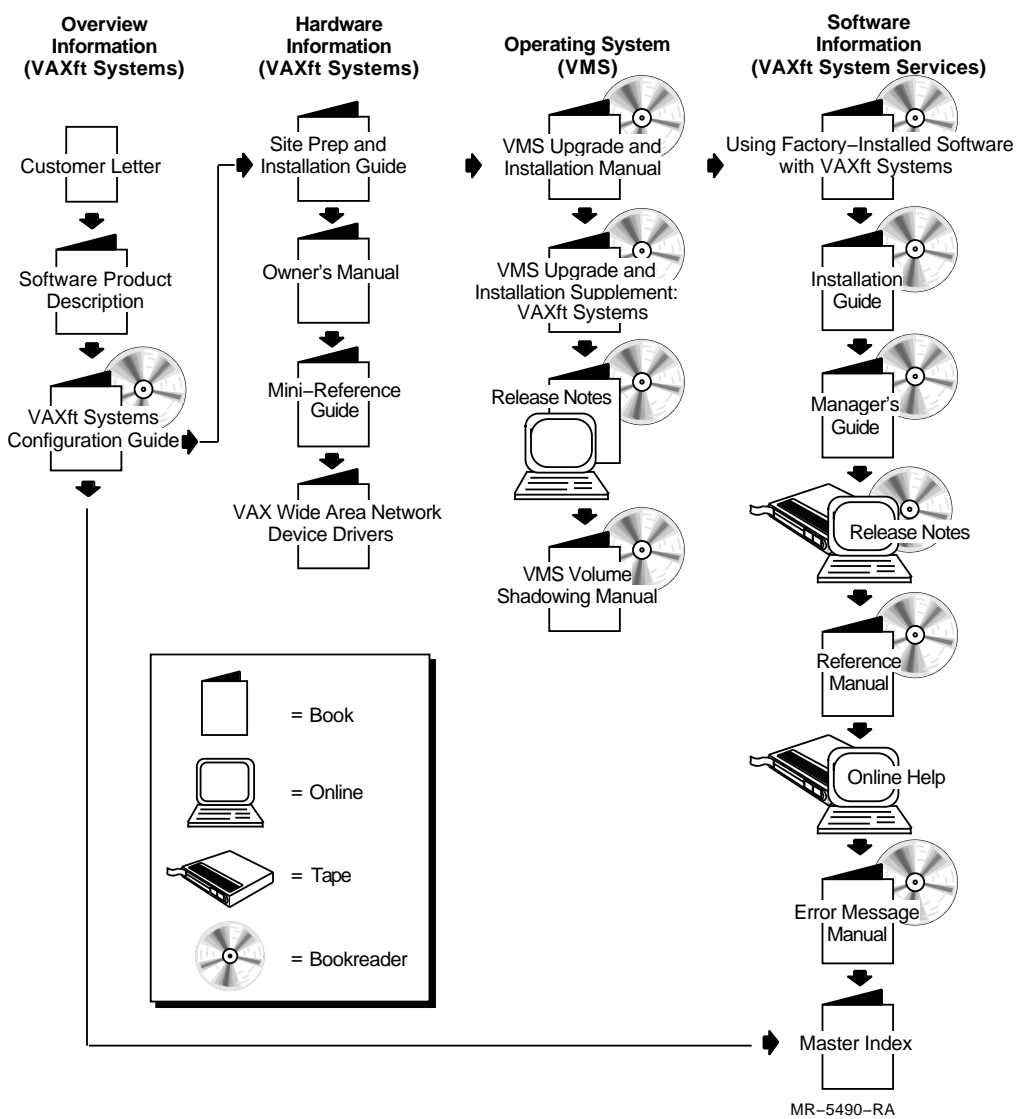 Overview
Information
(VAXft Systems)
Customer Letter
Software Product
Description
VAXft Systems
Configuration Guide
Hardware
Information
(VAXft Systems)
Site Prep and
Installation Guide
Owner's Manual
Mini–Reference
Guide
VAX Wide Area Network
Device Drivers
Operating System
(VMS)
VMS Upgrade and
Installation Manual
VMS Upgrade and
Installation Supplement:
VAXft Systems
Release Notes
VMS Volume
Shadowing Manual
Software
Information
(VAXft System Services)
Using Factory–Installed Software
with VAXft Systems
Installation
Guide
Manager's
Guide
Release Notes
Reference
Manual
Online Help
Error Message
Manual
Master Index
= Book
= Online
= Tape
= Bookreader
MR–5490–RA